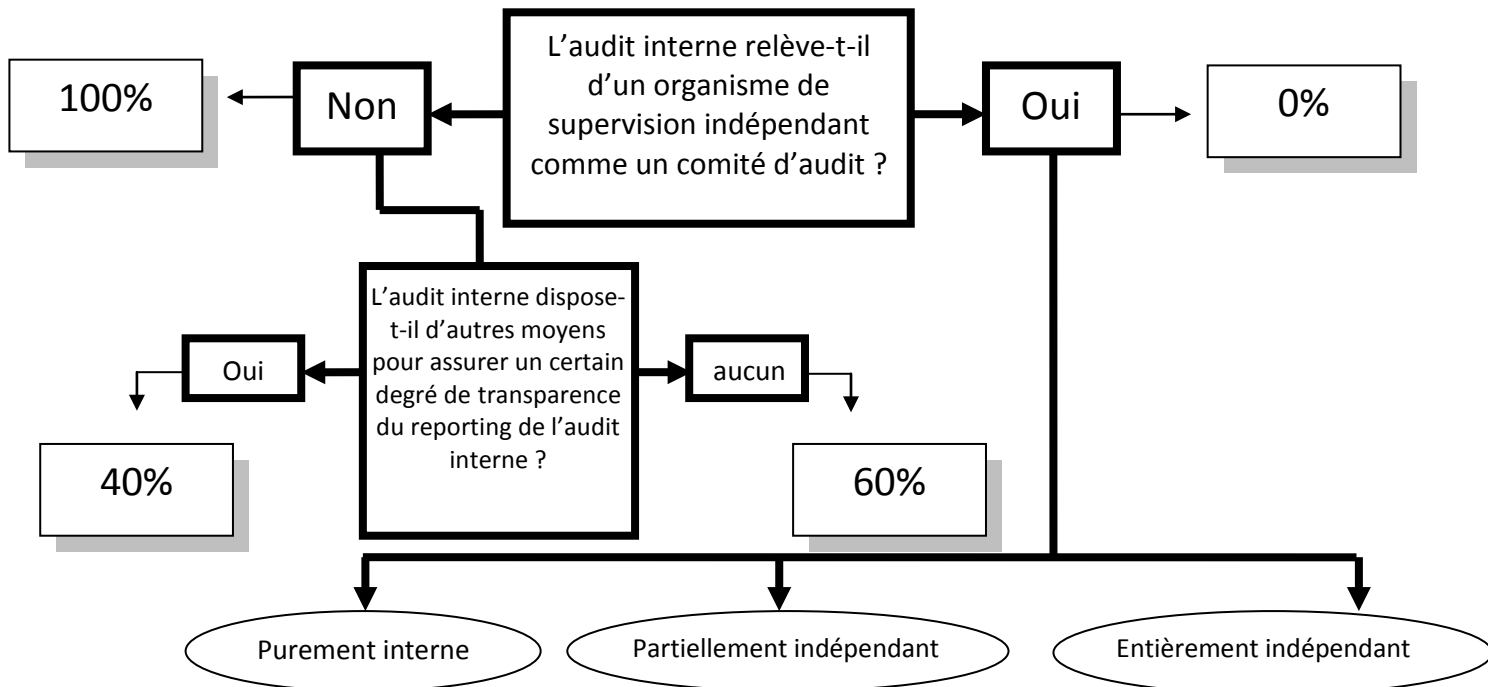 L’audit interne relève-t-il
d’un organisme de
supervision indépendant
comme un comité d’audit ?
100%
Non
Oui
0%
L’audit interne dispose-
t-il d’autres moyens
pour assurer un certain
degré de transparence
du reporting de l’audit
interne ?
Oui
aucun
40%
60%
Purement interne
Partiellement indépendant
Entièrement indépendant